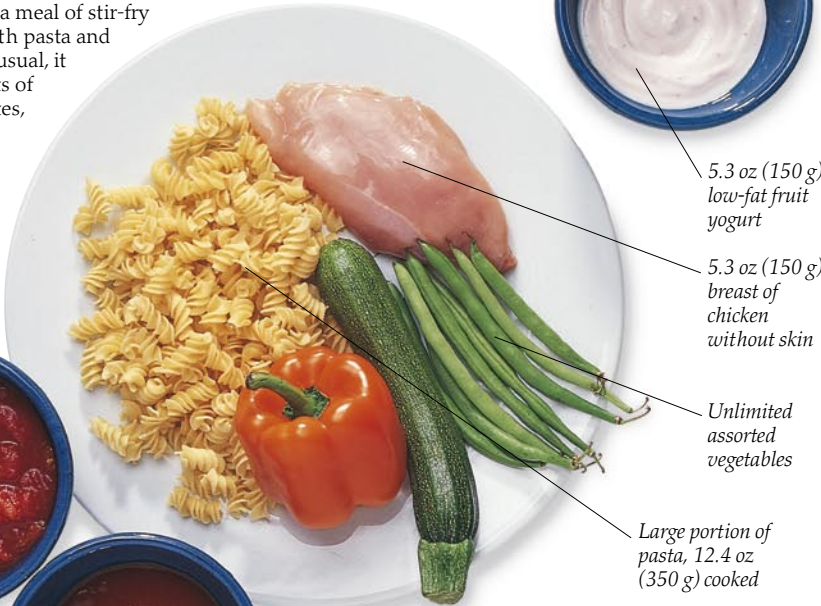 a meal of stir-fry
th pasta and
usual, it
ts of
es,
5.3 oz (150 g)
low-fat fruit
yogurt
5.3 oz (150 g)
breast of
chicken
without skin
Unlimited
assorted
vegetables
Large portion of
pasta, 12.4 oz
(350 g) cooked